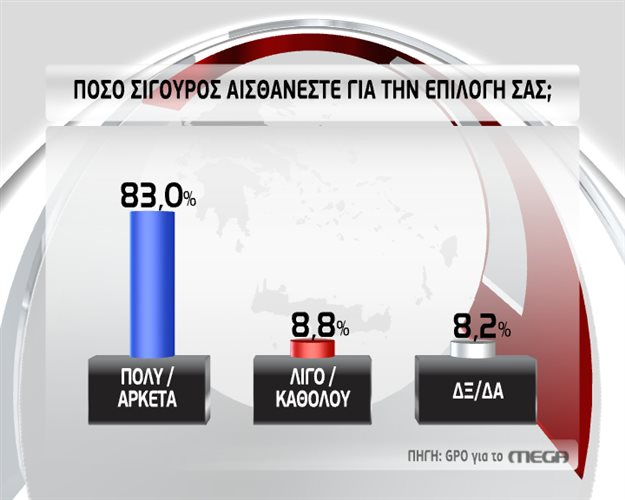 ΠΟΣΟ ΣΙΓΟΥΡΟΣ ΑΙΣΘΑΝΕΣΤΕ ΓΙΑ ΤΗΝ ΕΠΙΛΟΓΗ ΣΑΣ;
83,0%
8,8%
8,2%
ΠΟΛΥ /
ΑΡΚΕΤΑ
ΛΙΓΟ /
ΚΑΘΟΛΟΥ
ΔΞ/ΔΑ
ΠΗΓΗ: GPO για το MEGA